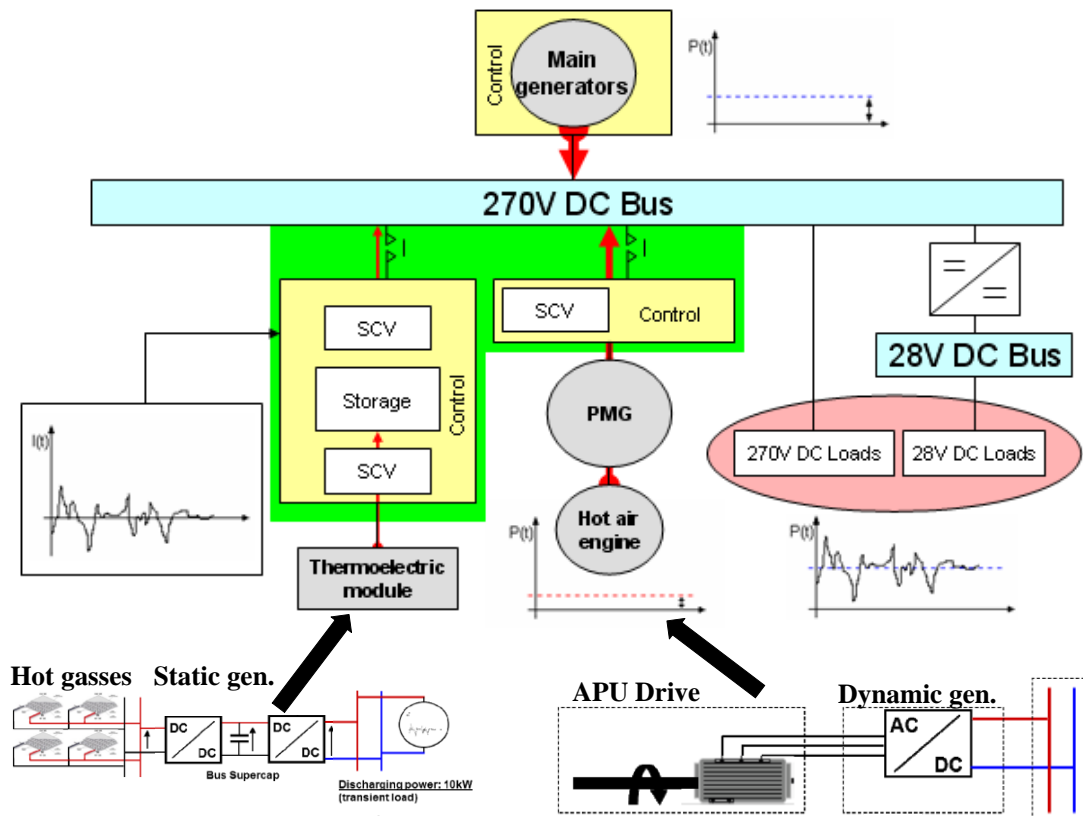 Main
generators
Control
P(t)
270V DC Bus
SCV
Storage
SCV
Control
SCV
Control
I(t)
PMG
Hot air
engine
P(t)
Thermoelectric
module
28V DC Bus
270V DC Loads
28V DC Loads
P(t)
Hot gasses
Static gen.
DC
DC
Bus Supercap
DC
DC
Discharging power: 10kW
(transient load)
APU Drive
Dynamic gen.
AC
DC